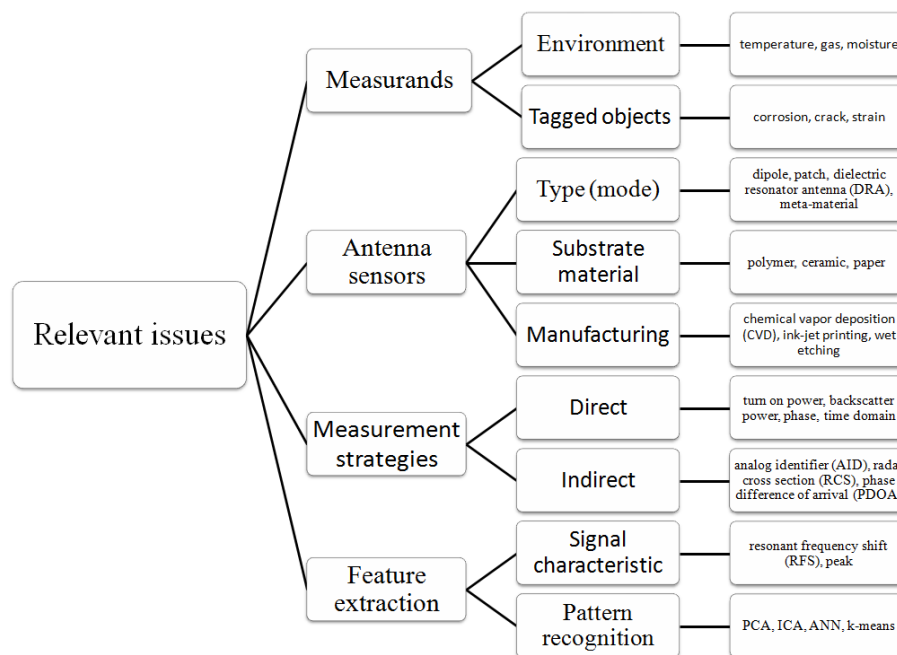 Relevant issues
Measurands
Environment
temperature, gas, moisture
Tagged objects
corrosion, crack, strain
Antenna
sensors
Type (mode)
dipole, patch, dielectric
resonator antenna (DRA),
meta-material
Substrate
material
polymer, ceramic, paper
Manufacturing
chemical vapor deposition
(CVD), ink-jet printing, wet
etching
Measurement
strategies
Direct
turn on power, backscatter
power, phase, time domain
Indirect
analog identifier (AID), rada
cross section (RCS), phase
difference of arrival (PDOA
Feature
extraction
Signal
characteristic
resonant frequency shift
(RFS), peak
Pattern
recognition
PCA, ICA, ANN, k-means